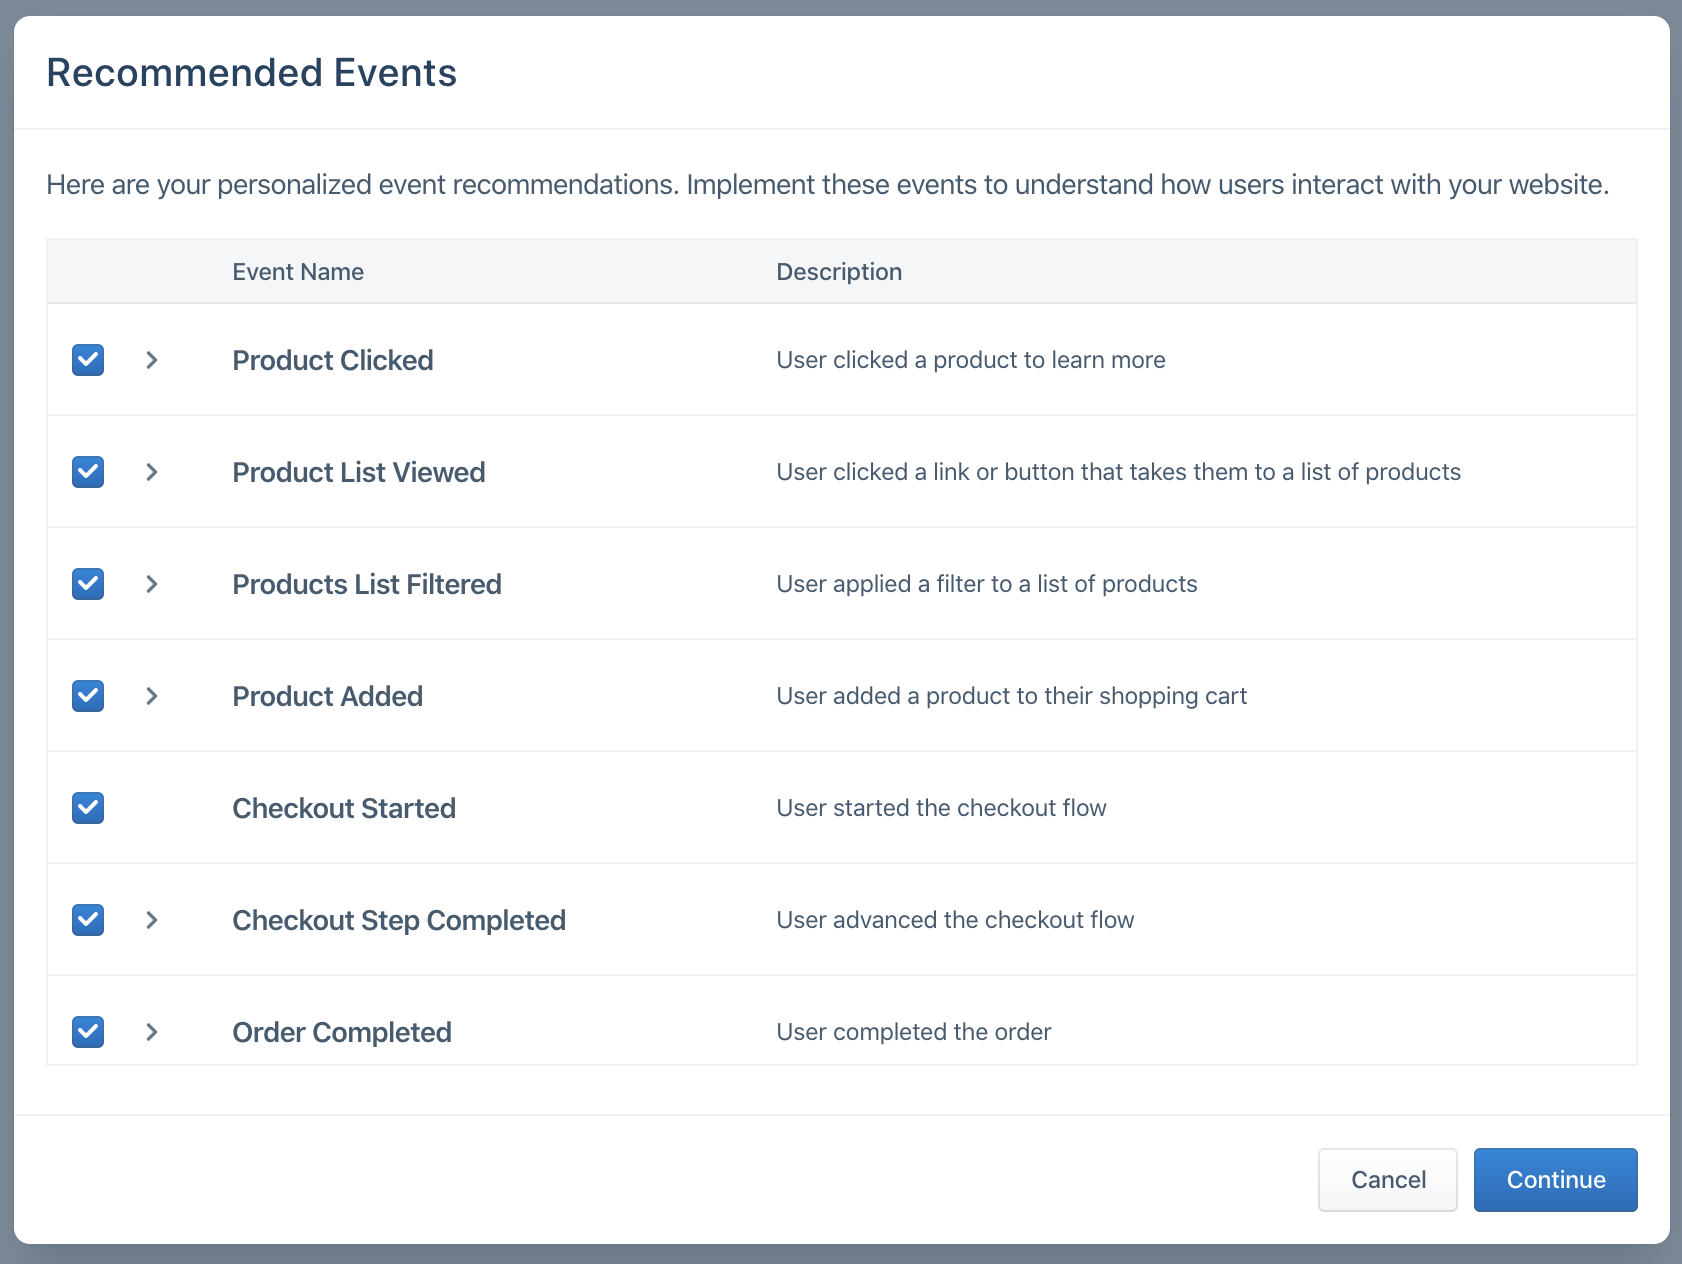 Recommended Events
Here are your personalized event recommendations. Implement these events to understand how users interact with your website.
Event Name Description
Product Clicked User clicked a product to learn more
Product List Viewed User clicked a link or button that takes them to a list of products
Products List Filtered User applied a filter to a list of products
Product Added User added a product to their shopping cart
Checkout Started User started the checkout flow
Checkout Step Completed User advanced the checkout flow
Order Completed User completed the order
Cancel Continue